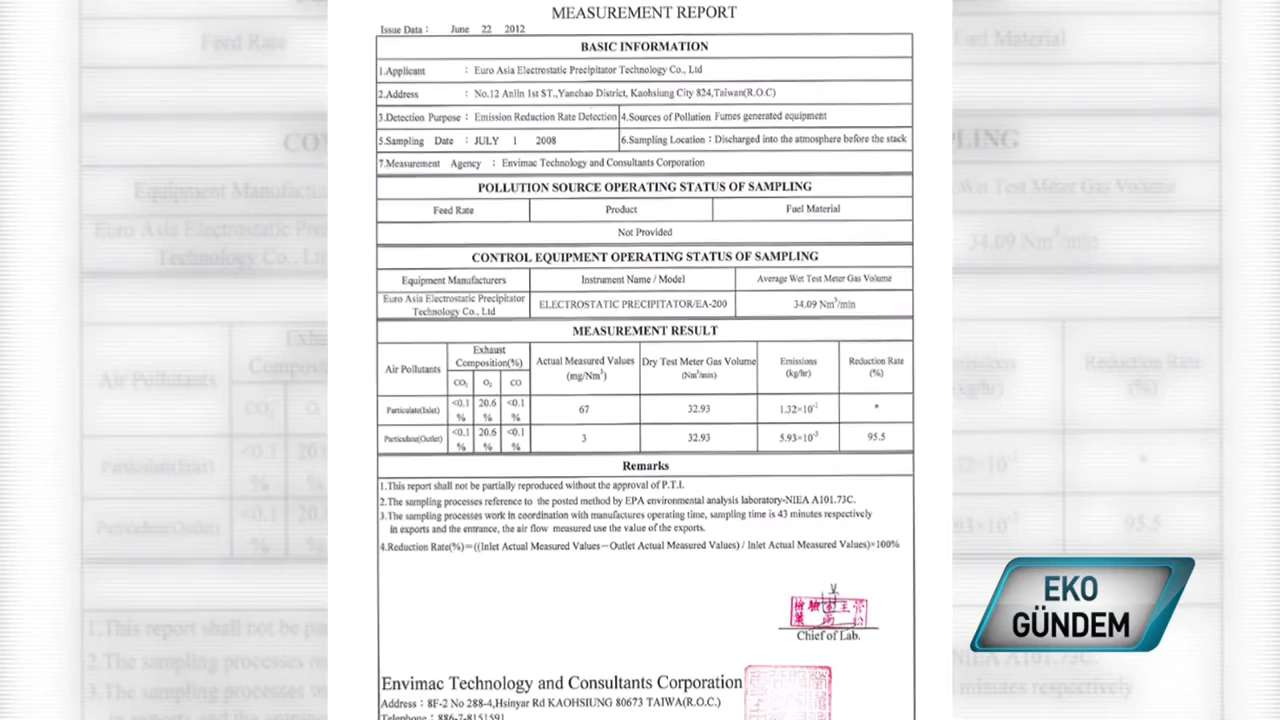 MEASUREMENT REPORT
Issue Data : June 22 2012
BASIC INFORMATION
1.Applicant : Euro Asia Electrostatic Precipitator Technology Co., Ltd
2.Address : No.12 Anlin 1st ST.,Yanchao District, Kaohsiung City 824,Taiwan(R.O.C)
3.Detection Purpose : Emission Reduction Rate Detection 4.Sources of Pollution Fumes generated equipment
5.Sampling Date : JULY 1 2008 6.Sampling Location : Discharged into the atmosphere before the stack
7.Measurement Agency : Envimac Technology and Consultants Corporation
POLLUTION SOURCE OPERATING STATUS OF SAMPLING
Feed Rate Product Fuel Material
Not Provided
CONTROL EQUIPMENT OPERATING STATUS OF SAMPLING
Equipment Manufacturers Instrument Name / Model Average Wet Test Meter Gas Volume
Euro Asia Electrostatic Precipitator
Technology Co., Ltd
ELECTROSTATIC PRECIPITATOR/EA-200 34.09 Nm³/min
MEASUREMENT RESULT
Air Pollutants
Exhaust
Composition(%)
CO₂ O₂ CO
Actual Measured Values
(mg/Nm³)
Dry Test Meter Gas Volume
(Nm³/min)
Emissions
(kg/hr)
Reduction Rate
(%)
Particulate(Inlet) <0.1 % 20.6 % <0.1 % 67 32.93 1.32×10⁻¹ *
Particulate(Outlet) <0.1 % 20.6 % <0.1 % 3 32.93 5.93×10⁻³ 95.5
Remarks
1.This report shall not be partially reproduced without the approval of P.T.I.
2.The sampling processes reference to the posted method by EPA environmental analysis laboratory-NIEA A101.73C.
3.The sampling processes work in coordination with manufactures operating time, sampling time is 43 minutes respectively
in exports and the entrance, the air flow measured use the value of the exports.
4.Reduction Rate(%)=((Inlet Actual Measured Values-Outlet Actual Measured Values) / Inlet Actual Measured Values)×100%
Chief of Lab.
Envimac Technology and Consultants Corporation
Address : 8F-2 No 288-4,Hsinyar Rd KAOHSIUNG 80673 TAIWA(R.O.C.)
Telephone : 886-7-8151591
EKO
GÜNDEM